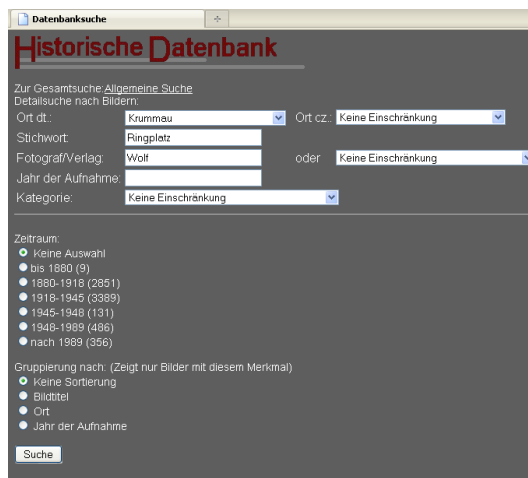 Datenbanksuche
Historische Datenbank
Zur Gesamtsuche:Allgemeine Suche
Detailsuche nach Bildern:
Ort dt.: Krummau Ort cz.: Keine Einschränkung
Stichwort: Ringplatz
Fotograf/Verlag: Wolf oder Keine Einschränkung
Jahr der Aufnahme:
Kategorie: Keine Einschränkung
Zeitraum:
Keine Auswahl
bis 1880 (9)
1880-1918 (2851)
1918-1945 (3389)
1945-1948 (131)
1948-1989 (486)
nach 1989 (356)
Gruppierung nach: (Zeigt nur Bilder mit diesem Merkmal)
Keine Sortierung
Bildtitel
Ort
Jahr der Aufnahme
Suche